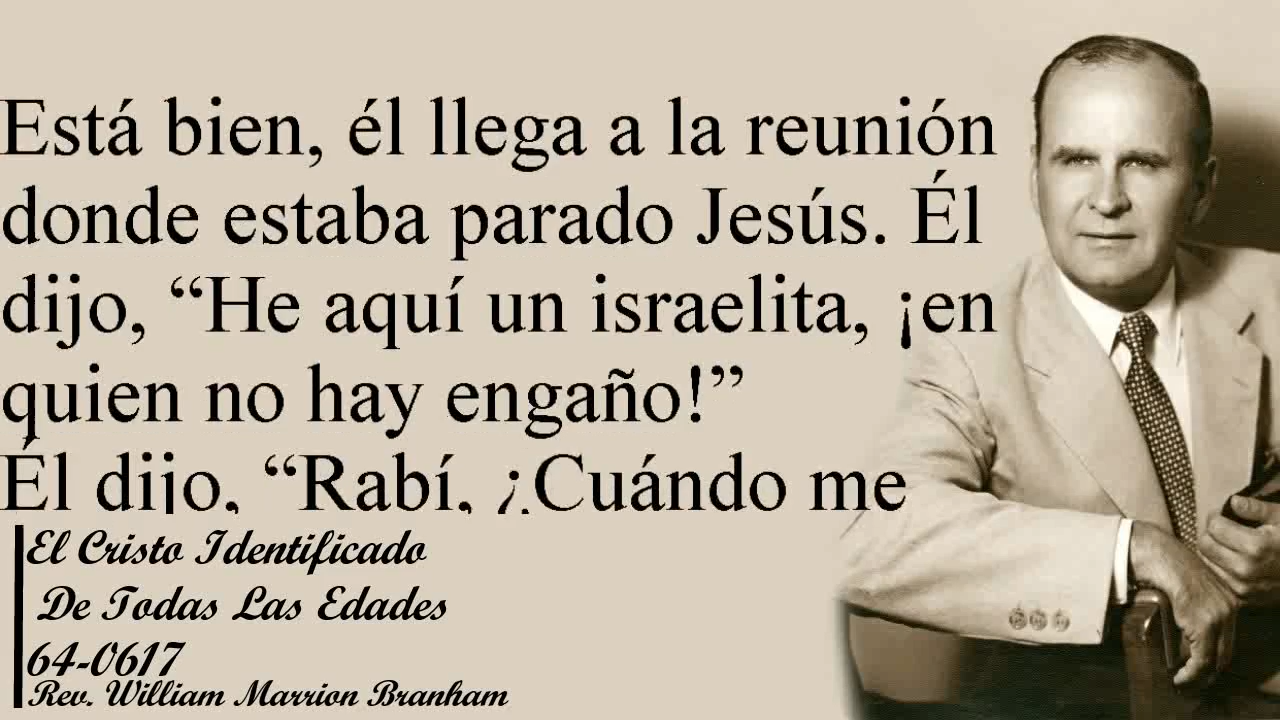 Está bien, él llega a la reunión
donde estaba parado Jesús. Él
dijo, “He aquí un israelita, ¡en
quien no hay engaño!”
Él dijo, “Rabí, ¿Cuándo me
El Cristo Identificado
De Todas Las Edades
64-0617
Rev. William Marrion Branham